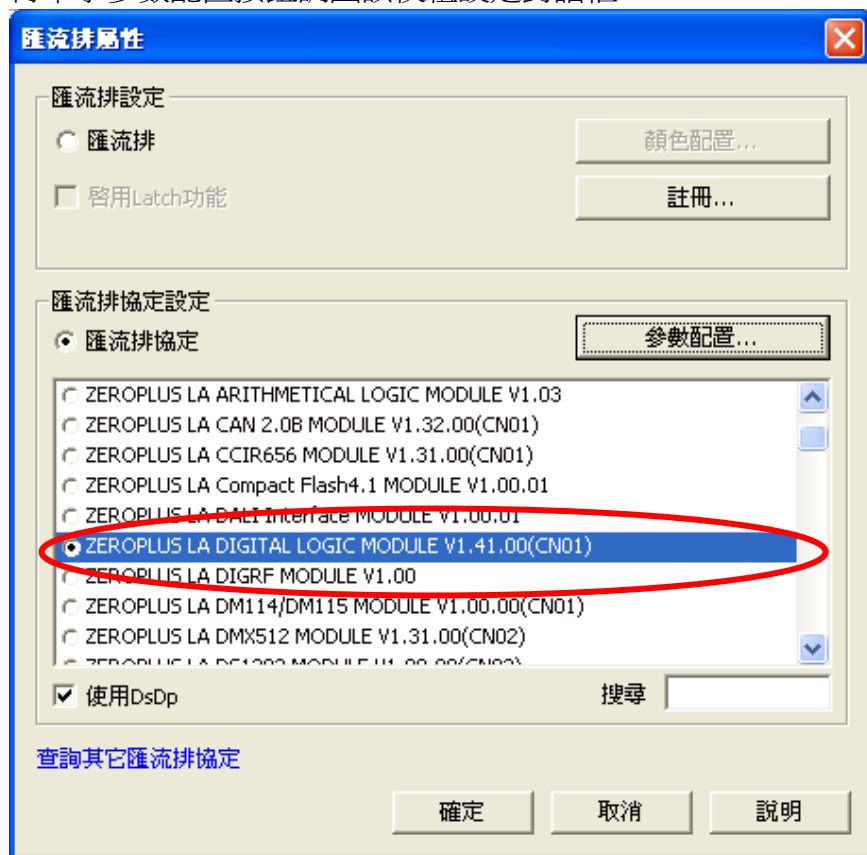 匯流排屬性
匯流排設定
匯流排
顏色配置...
啓用Latch功能
註冊...
匯流排協定設定
匯流排協定
參數配置...
ZEROPLUS LA ARITHMETICAL LOGIC MODULE V1.03
ZEROPLUS LA CAN 2.0B MODULE V1.32.00(CN01)
ZEROPLUS LA CCIR656 MODULE V1.31.00(CN01)
ZEROPLUS LA Compact Flash4.1 MODULE V1.00.01
ZEROPLUS LA DALI Interface MODULE V1.00.01
ZEROPLUS LA DIGITAL LOGIC MODULE V1.41.00(CN01)
ZEROPLUS LA DIGRF MODULE V1.00
ZEROPLUS LA DM114/DM115 MODULE V1.00.00(CN01)
ZEROPLUS LA DMX512 MODULE V1.31.00(CN02)
使用DsDp
搜尋
查詢其它匯流排協定
確定
取消
説明